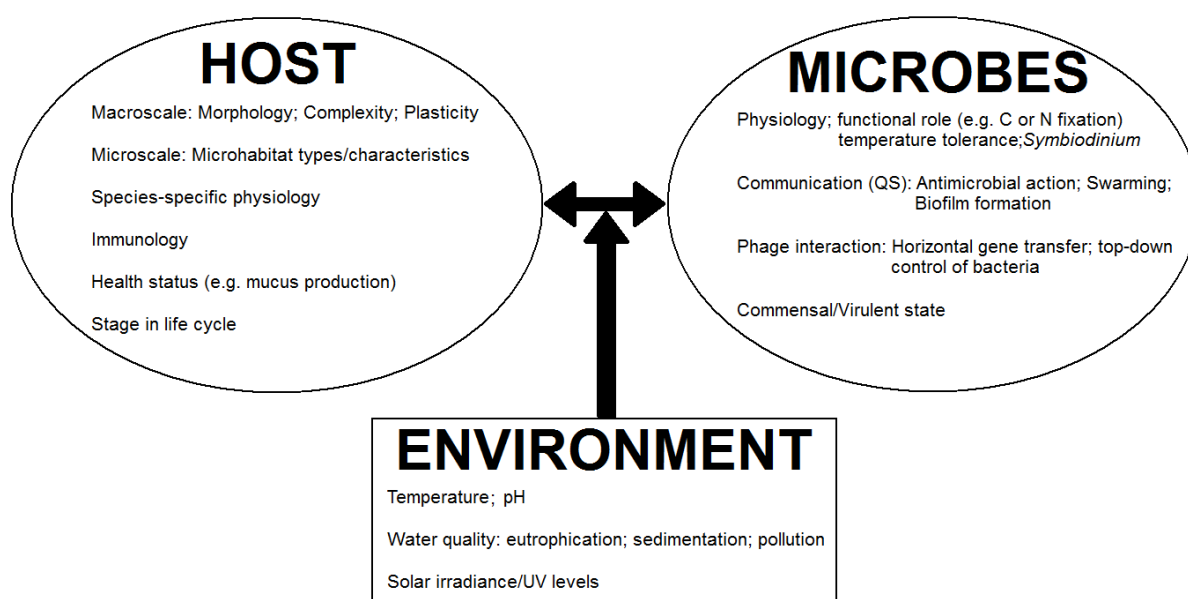 HOST
Macroscale: Morphology; Complexity; Plasticity
Microscale: Microhabitat types/characteristics
Species-specific physiology
Immunology
Health status (e.g. mucus production)
Stage in life cycle
MICROBES
Physiology; functional role (e.g. C or N fixation)
temperature tolerance;Symbiodinium
Communication (QS): Antimicrobial action; Swarming;
Biofilm formation
Phage interaction: Horizontal gene transfer; top-down
control of bacteria
Commensal/Virulent state
ENVIRONMENT
Temperature; pH
Water quality: eutrophication; sedimentation; pollution
Solar irradiance/UV levels